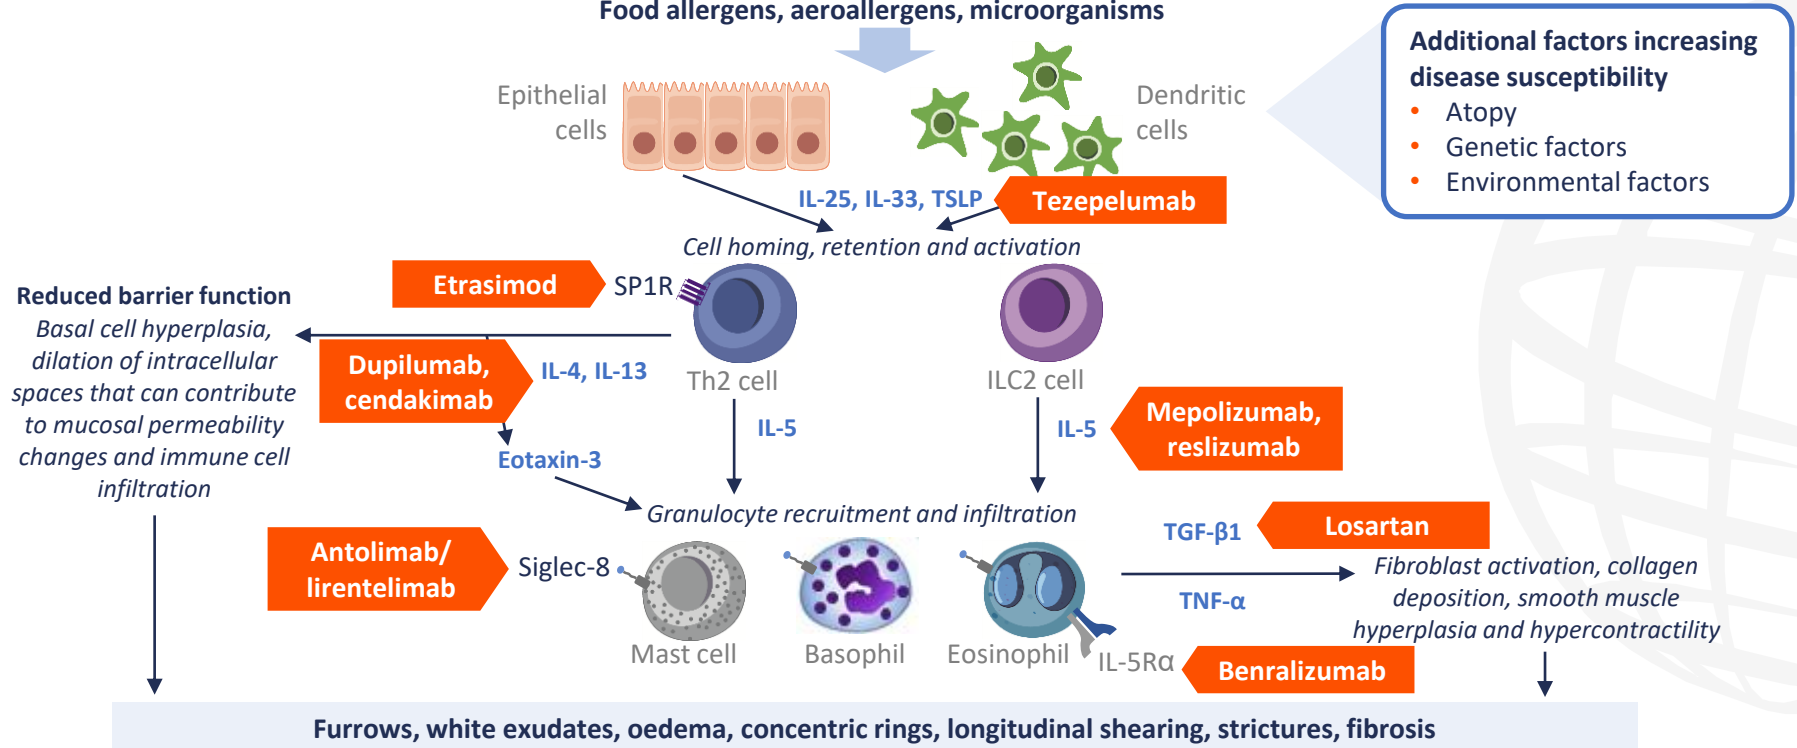 Food allergens, aeroallergens, microorganisms
Epithelial
cells
Dendritic
cells
Additional factors increasing
disease susceptibility
• Atopy
• Genetic factors
• Environmental factors
IL-25, IL-33, TSLP
Tezepelumab
Cell homing, retention and activation
Etrasimod
SP1R
Reduced barrier function
Basal cell hyperplasia,
dilation of intracellular
spaces that can contribute
to mucosal permeability
changes and immune cell
infiltration
Dupilumab,
cendakimab
IL-4, IL-13
Th2 cell
ILC2 cell
IL-5
IL-5
Mepolizumab,
reslizumab
Eotaxin-3
Granulocyte recruitment and infiltration
Antolimab/
lirentelimab
Siglec-8
Mast cell
Basophil
Eosinophil
IL-5Rα
Benralizumab
TGF-β1
Losartan
TNF-α
Fibroblast activation, collagen
deposition, smooth muscle
hyperplasia and hypercontractility
Furrows, white exudates, oedema, concentric rings, longitudinal shearing, strictures, fibrosis